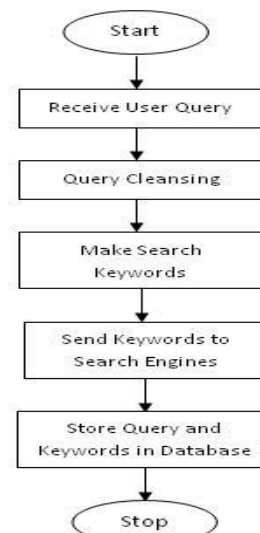 Start
Receive User Query
Query Cleansing
Make Search
Keywords
Send Keywords to
Search Engines
Store Query and
Keywords in Database
Stop